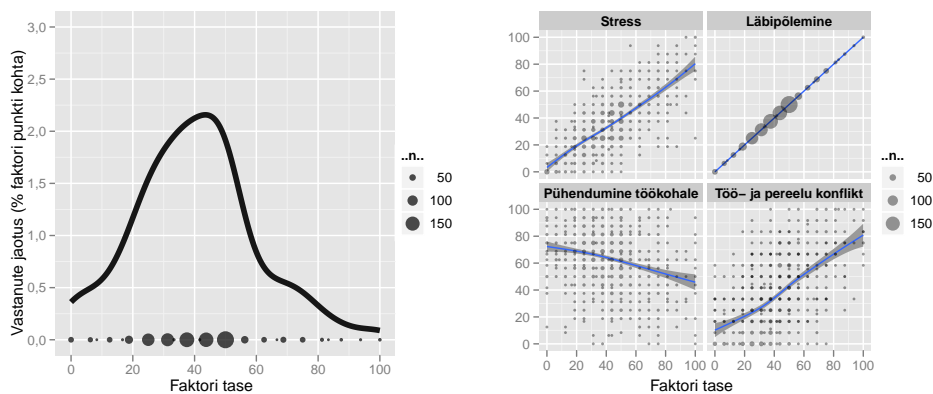 Vastanute jaotus (% faktori punkti kohta)
3,0
2,5
2,0
1,5
1,0
0,5
0,0
0 20 40 60 80 100
Faktori tase
..n..
50
100
150
Stress
Läbipõlemine
100
80
60
40
20
0
Pühendumine töökohale
Töö− ja pereelu konflikt
100
80
60
40
20
0
0 20 40 60 80 100
0 20 40 60 80 100
Faktori tase
..n..
50
100
150